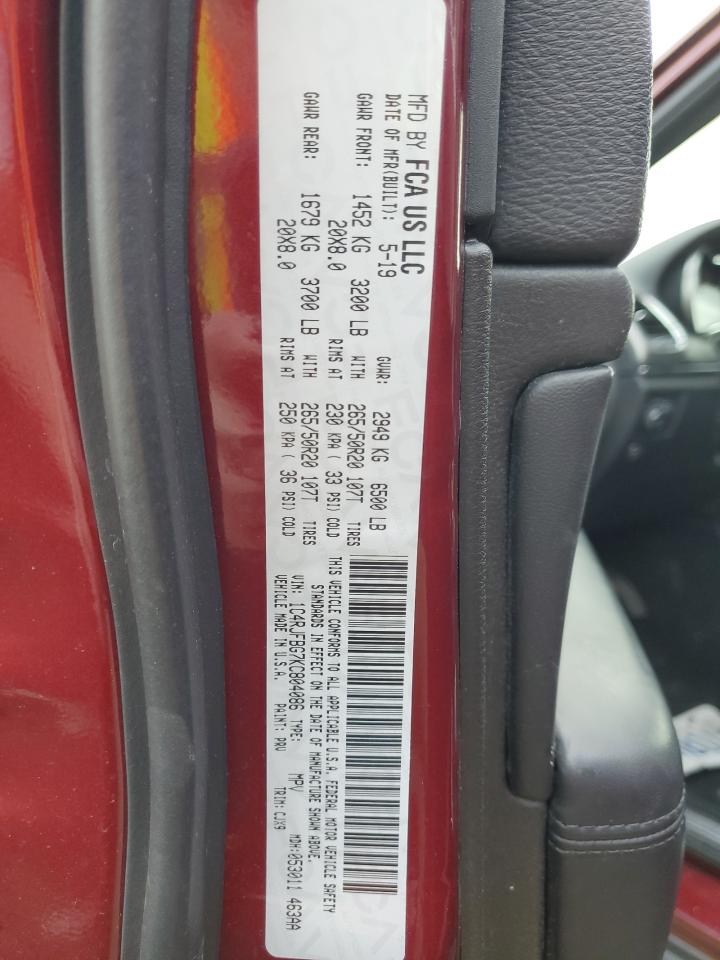 MFD BY FCA US LLC
DATE OF MFR(BUILT): 5-19 GVWR: 2949 KG 6500 LB
GAWR FRONT: 1452 KG 3200 LB WITH 265/50R20 107T TIRES
20X8.0 RIMS AT 230 KPA ( 33 PSI) COLD
GAWR REAR: 1679 KG 3700 LB WITH 265/50R20 107T TIRES
20X8.0 RIMS AT 250 KPA ( 36 PSI) COLD
THIS VEHICLE CONFORMS TO ALL APPLICABLE U.S.A. FEDERAL MOTOR VEHICLE SAFETY
STANDARDS IN EFFECT ON THE DATE OF MANUFACTURE SHOWN ABOVE.
VIN: 1C4RJFBG7KC804086 TYPE: MPV MDH:053011 463AA
VEHICLE MADE IN U.S.A. PAINT: PRV TRIM: CJX9